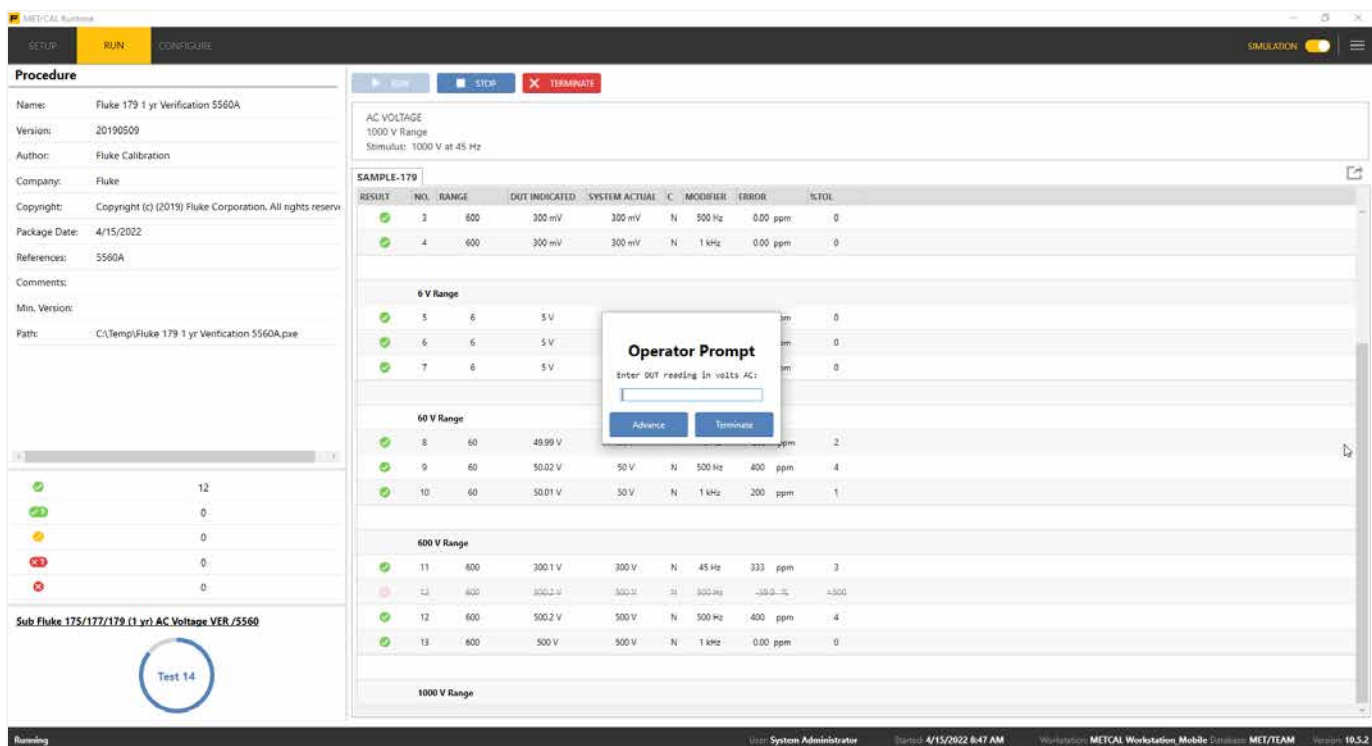 MET/CAL Runtime
SETUP RUN CONFIGURE SIMULATION
Procedure
Name: Fluke 179 1 yr Verification 5560A
Version: 20190509
Author: Fluke Calibration
Company: Fluke
Copyright: Copyright (c) (2019) Fluke Corporation. All rights reserve
Package Date: 4/15/2022
References: 5560A
Comments:
Min. Version:
Path: C:\Temp\Fluke 179 1 yr Verification 5560A.pxe
12
0
0
0
0
Sub Fluke 175/177/179 (1 yr) AC Voltage VER /5560
Test 14
RUN STOP TERMINATE
AC VOLTAGE
1000 V Range
Stimulus: 1000 V at 45 Hz
SAMPLE-179
RESULT NO. RANGE DUT INDICATED SYSTEM ACTUAL C MODIFIER ERROR %TOL
3 600 300 mV 300 mV N 500 Hz 0.00 ppm 0
4 600 300 mV 300 mV N 1 kHz 0.00 ppm 0
6 V Range
5 6 5 V 0
6 6 5 V 0
7 6 5 V 0
60 V Range
8 60 49.99 V ppm 2
9 60 50.02 V 50 V N 500 Hz 400 ppm 4
10 60 50.01 V 50 V N 1 kHz 200 ppm 1
600 V Range
11 600 300.1 V 300 V N 45 Hz 333 ppm 3
600
12 600 500.2 V 500 V N 500 Hz 400 ppm 4
13 600 500 V 500 V N 1 kHz 0.00 ppm 0
1000 V Range
Operator Prompt
Enter DUT reading in volts AC:
Advance Terminate
Running User: System Administrator Started: 4/15/2022 8:47 AM Workstation: METCAL Workstation_Mobile Database: MET/TEAM Version: 10.5.2